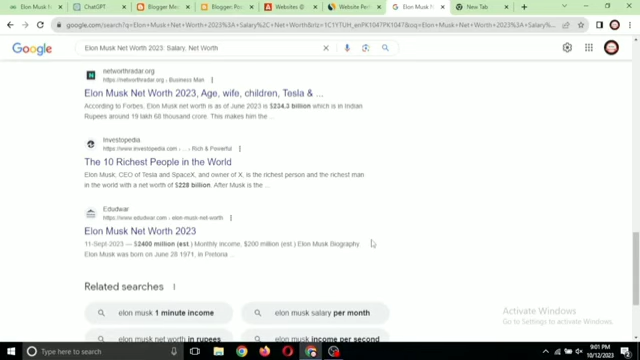 Elon Mus
ChatGPT
Blogger Me
Blogger: Po
Websites @
Website Per
Elon Musk N
New Tab
Elon Musk Net Worth 2023: Salary, Net Worth
Google
networthradar.org
https://networthradar.org › Business Man
Elon Musk Net Worth 2023, Age, wife, children, Tesla & ...
According to Forbes, Elon Musk net worth is as of June 2023 is $234.3 billion which is in Indian
Rupees around 19 lakh 68 thousand crore. This makes him the ...
Investopedia
https://www.investopedia.com › ... › Rich & Powerful
The 10 Richest People in the World
Elon Musk, CEO of Tesla and SpaceX, and owner of X, is the richest person and the richest man
in the world with a net worth of $228 billion. After Musk is the ...
Edudwar
https://www.edudwar.com › elon-musk-net-worth
Elon Musk Net Worth 2023
11-Sept-2023 — $2400 million (est.) Monthly income, $200 million (est.) Elon Musk Biography
Elon Musk was born on June 28 1971, in Pretoria ...
Related searches
elon musk 1 minute income
elon musk salary per month
elon musk net worth in rupees
elon musk income per second
Activate Windows
Go to Settings to activate Windows.
Type here to search
9:01 PM
10/12/2023